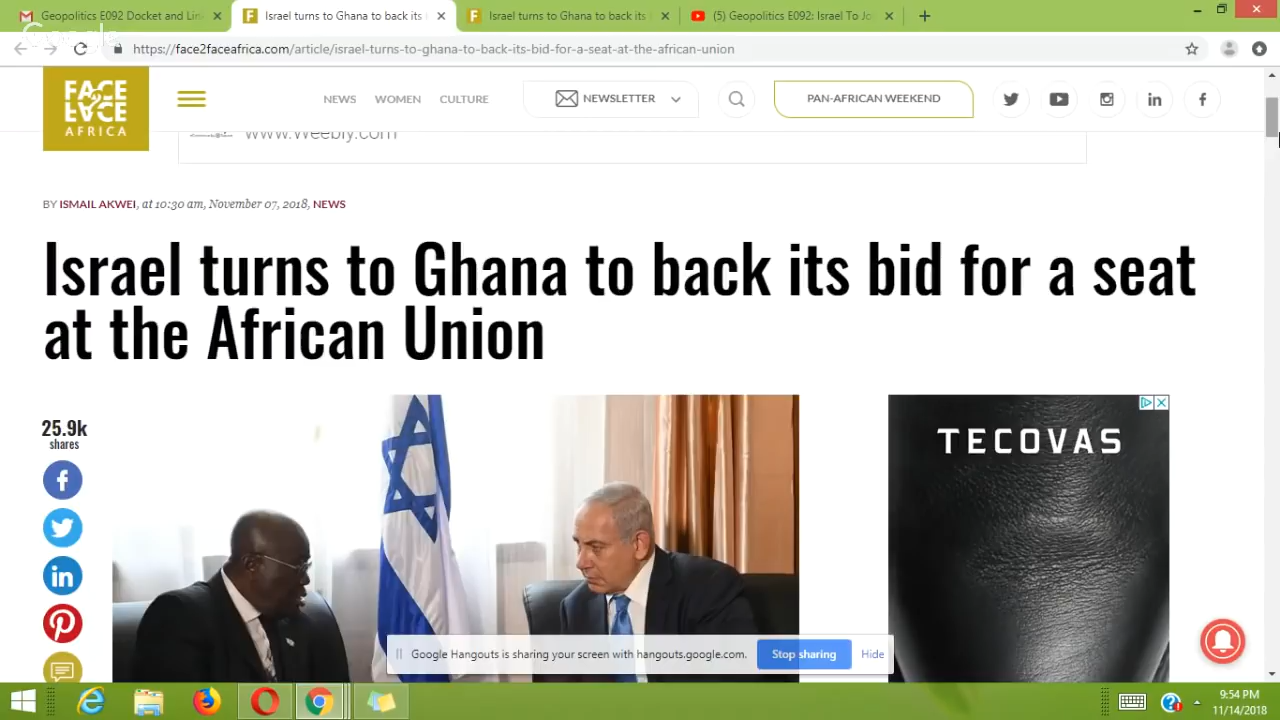 Geopolitics E092 Docket and Lin
Israel turns to Ghana to back its b
Israel turns to Ghana to back its b
(5) Geopolitics E092: Israel To Jo
Google
https://face2faceafrica.com/article/israel-turns-to-ghana-to-back-its-bid-for-a-seat-at-the-african-union
FACE
2
FACE
AFRICA
NEWS
WOMEN
CULTURE
NEWSLETTER
PAN-AFRICAN WEEKEND
www.Weebly.com
BY ISMAIL AKWEI, at 10:30 am, November 07, 2018, NEWS
Israel turns to Ghana to back its bid for a seat
at the African Union
25.9k
shares
TECOVAS
Google Hangouts is sharing your screen with hangouts.google.com.
Stop sharing
Hide
9:54 PM
11/14/2018